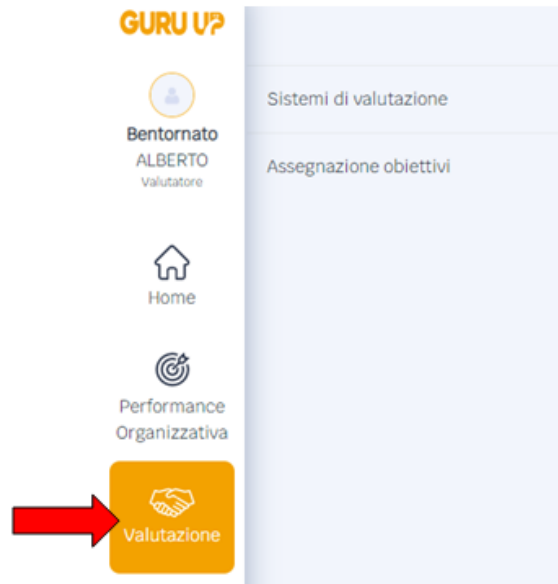 GURU UP
Bentornato
ALBERTO
Valutatore
Home
Performance
Organizzativa
Valutazione
Sistemi di valutazione
Assegnazione obiettivi